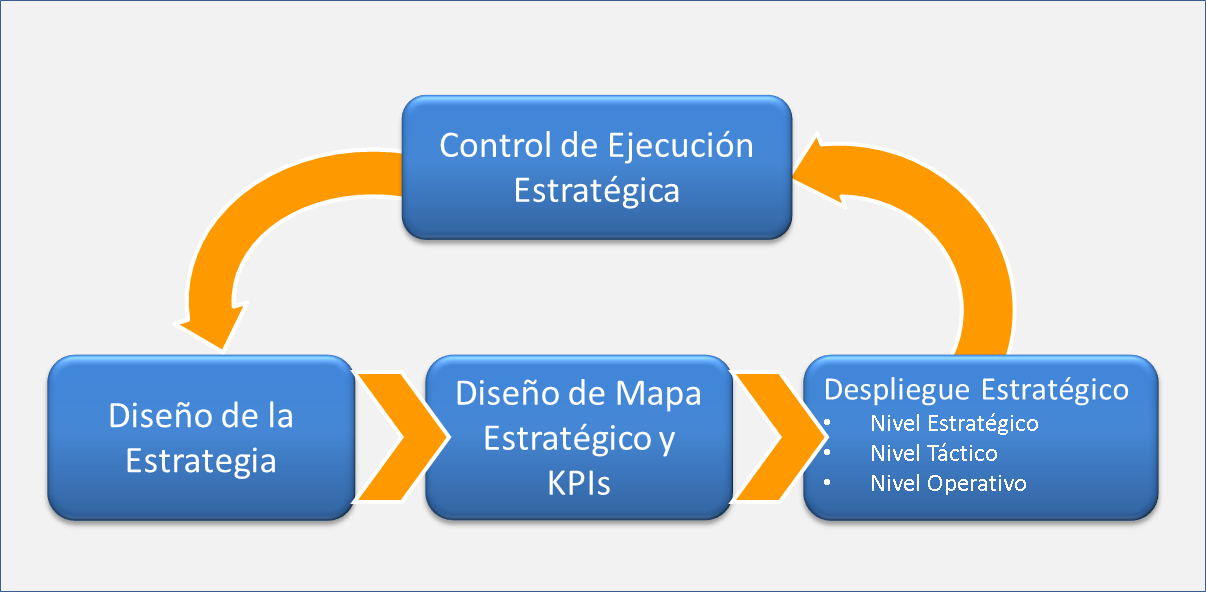 Control de Ejecución
Estratégica
Diseño de la
Estrategia
Diseño de Mapa
Estratégico y
KPIs
Despliegue Estratégico
• Nivel Estratégico
• Nivel Táctico
• Nivel Operativo